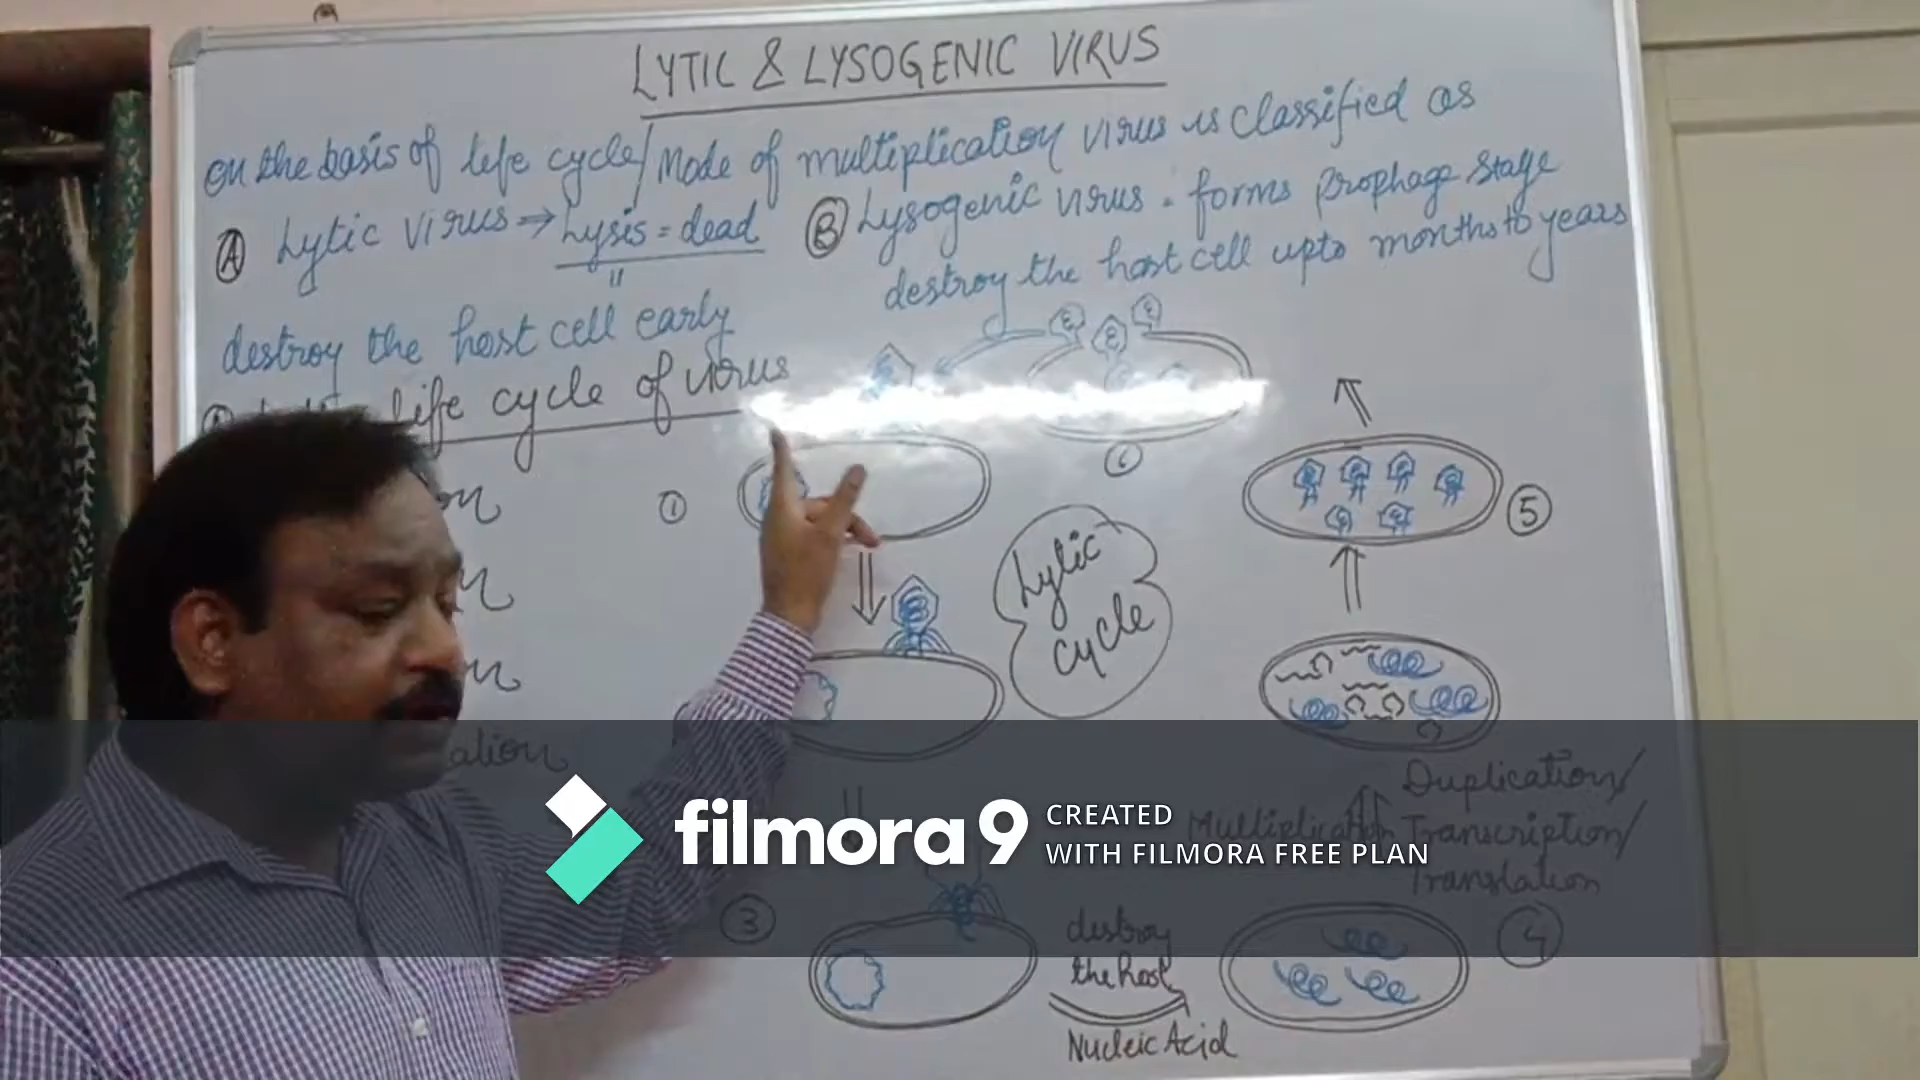 LYTIC & LYSOGENIC VIRUS
on the basis of life cycle/Mode of multiplication virus is classified as
A Lytic virus ⇒ Lysis = dead
"
destroy the host cell early
B Lysogenic virus. forms prophage stage
destroy the host cell upto months to years
life cycle of virus
1
6
5
Lytic
cycle
ation
Duplication/
Multiplication Transcription/
Translation
3
destroy
the host
Nucleic Acid
4
filmora9 CREATED
WITH FILMORA FREE PLAN